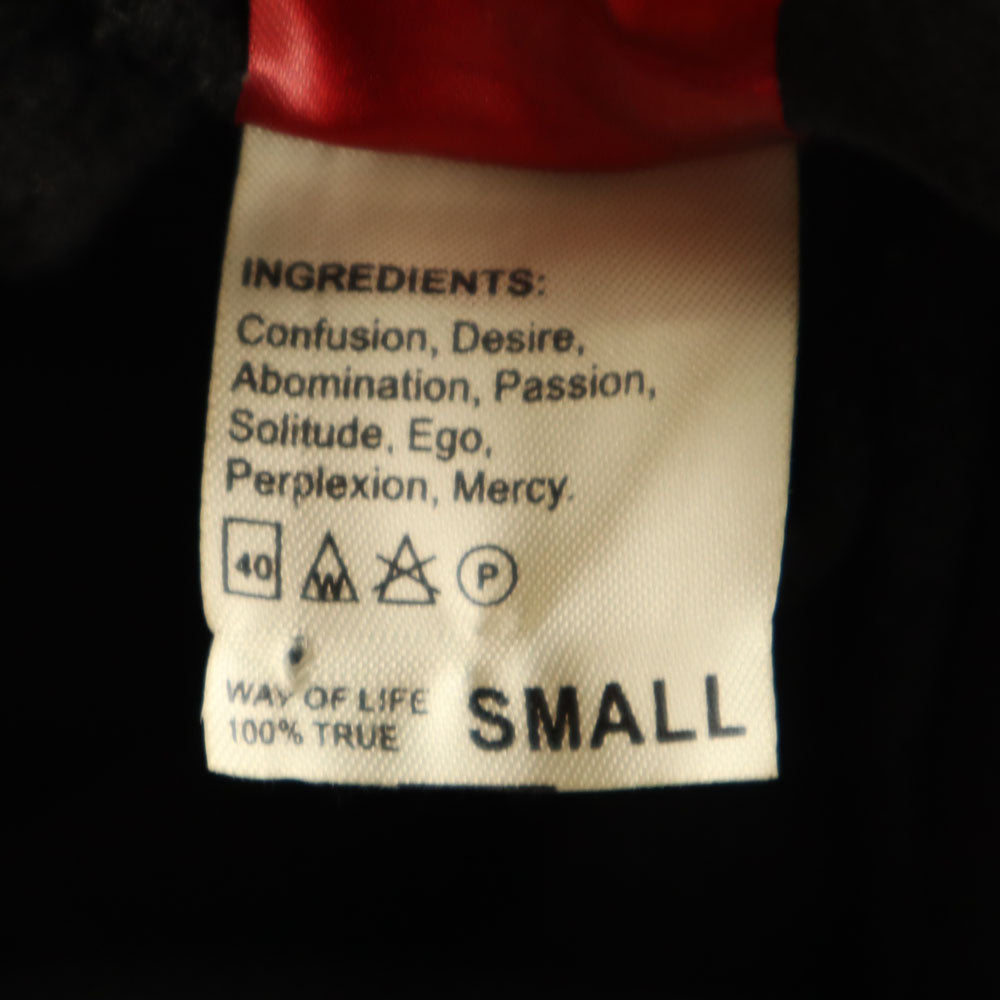 INGREDIENTS:
Confusion, Desire,
Abomination, Passion,
Solitude, Ego,
Perplexion, Mercy.
40 W P
WAY OF LIFE
100% TRUE
SMALL